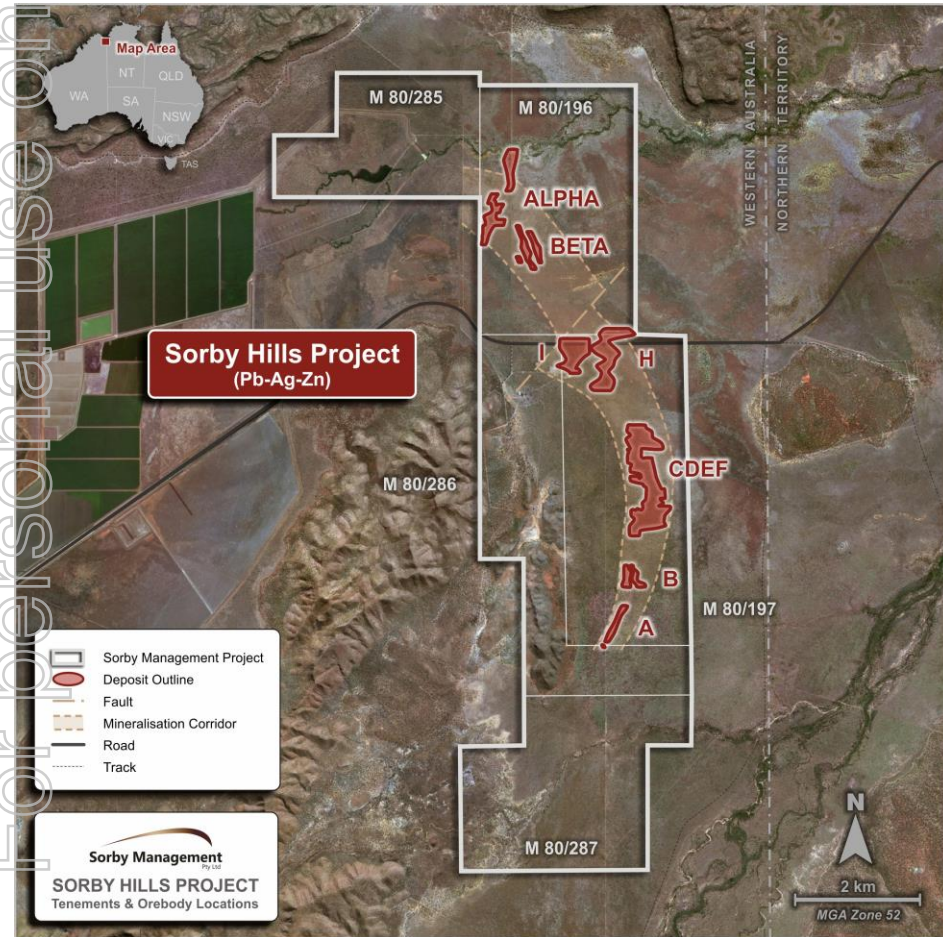 For personal use on
Map Area
NT
QLD
WA
SA
NSW
VIC
TAS
M 80/285
M 80/196
WESTERN AUSTRALIA
NORTHERN TERRITORY
ALPHA
BETA
Sorby Hills Project
(Pb-Ag-Zn)
I
H
CDEF
M 80/286
B
A
M 80/197
Sorby Management Project
Deposit Outline
Fault
Mineralisation Corridor
Road
Track
Sorby Management
Pty Ltd
SORBY HILLS PROJECT
Tenements & Orebody Locations
M 80/287
N
2 km
MGA Zone 52